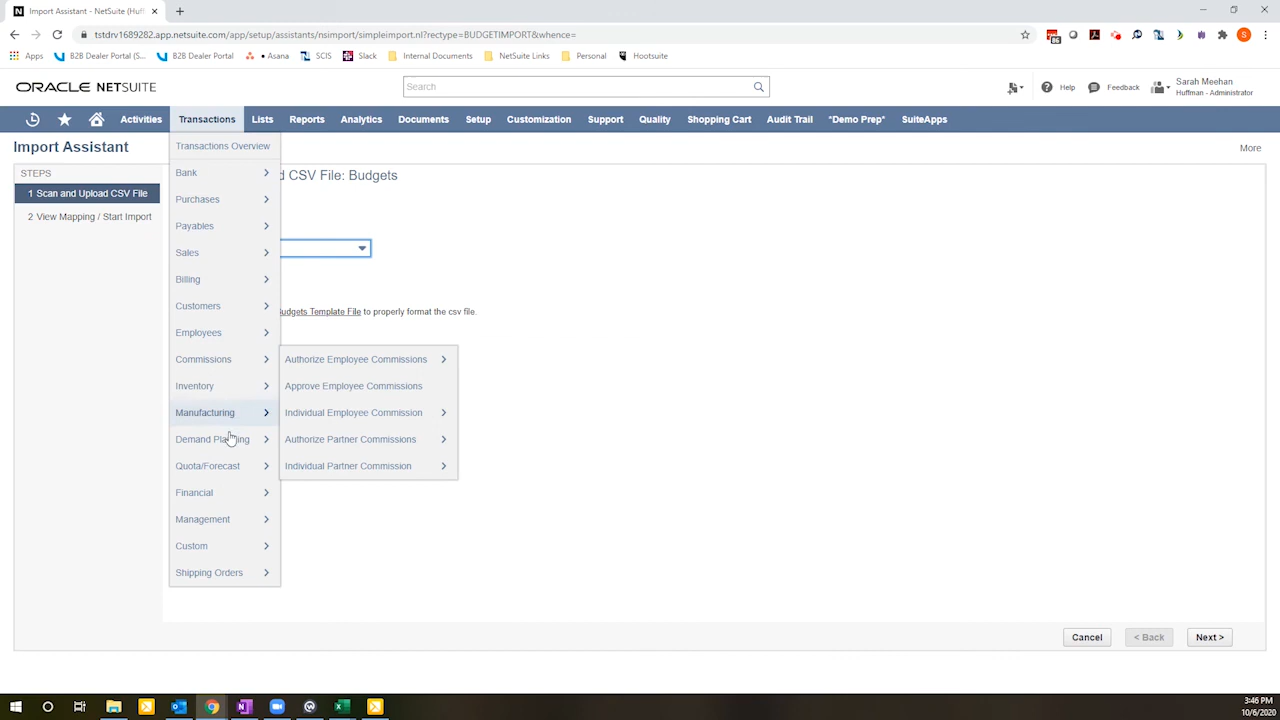 Import Assistant - NetSuite (Huf
tstdrv1689282.app.netsuite.com/app/setup/assistants/nsimport/simpleimport.nl?rectype=BUDGETIMPORT&whence=
86
S
Apps
B2B Dealer Portal (S...
B2B Dealer Portal
• Asana
SCIS
Slack
Internal Documents
NetSuite Links
Personal
Hootsuite
ORACLE NETSUITE
Search
Help
Feedback
Sarah Meehan
Huffman - Administrator
Activities
Transactions
Lists
Reports
Analytics
Documents
Setup
Customization
Support
Quality
Shopping Cart
Audit Trail
*Demo Prep*
SuiteApps
Import Assistant
More
STEPS
1 Scan and Upload CSV File
2 View Mapping / Start Import
d CSV File: Budgets
udgets Template File to properly format the csv file.
Transactions Overview
Bank
Purchases
Payables
Sales
Billing
Customers
Employees
Commissions
Inventory
Manufacturing
Demand Planning
Quota/Forecast
Financial
Management
Custom
Shipping Orders
Authorize Employee Commissions
Approve Employee Commissions
Individual Employee Commission
Authorize Partner Commissions
Individual Partner Commission
Cancel
< Back
Next >
3:46 PM
10/6/2020